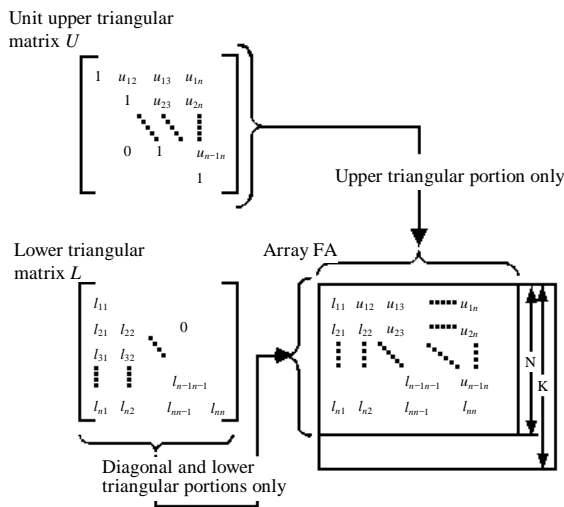 Unit upper triangular
matrix U
1 u12 u13 u1n
1 u23 u2n
0 1 un−1n
1
Upper triangular portion only
Lower triangular
matrix L
Array FA
l11
l21 l22 0
l31 l32
ln−1n−1
ln1 ln2 lnn−1 lnn
l11 u12 u13 u1n
l21 l22 u23 u2n
N
K
ln−1n−1 un−1n
ln1 ln2 lnn−1 lnn
Diagonal and lower
triangular portions only